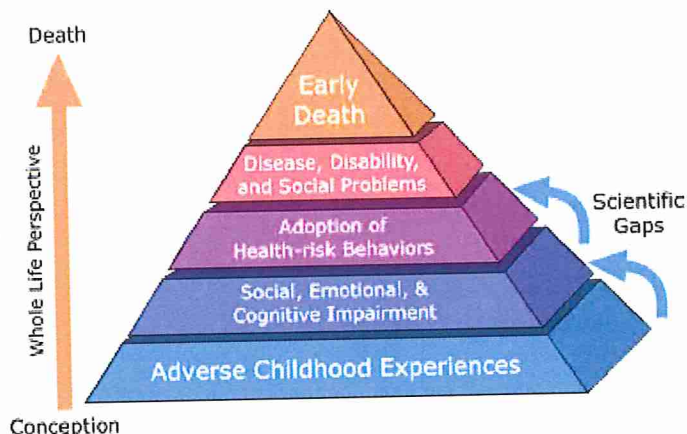 Death
Early
Death
Disease, Disability,
and Social Problems
Scientific
Gaps
Adoption of
Health-risk Behaviors
Social, Emotional, &
Cognitive Impairment
Adverse Childhood Experiences
Whole Life Perspective
Conception